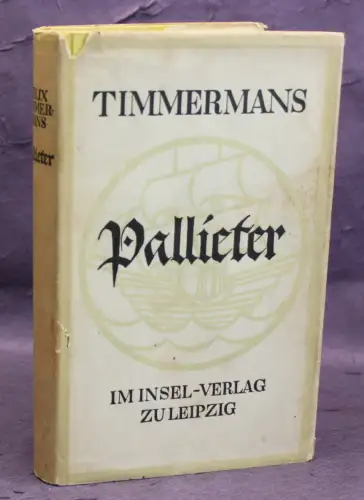 TIMMERMANS
Pallieter
IM INSEL-VERLAG
ZU LEIPZIG